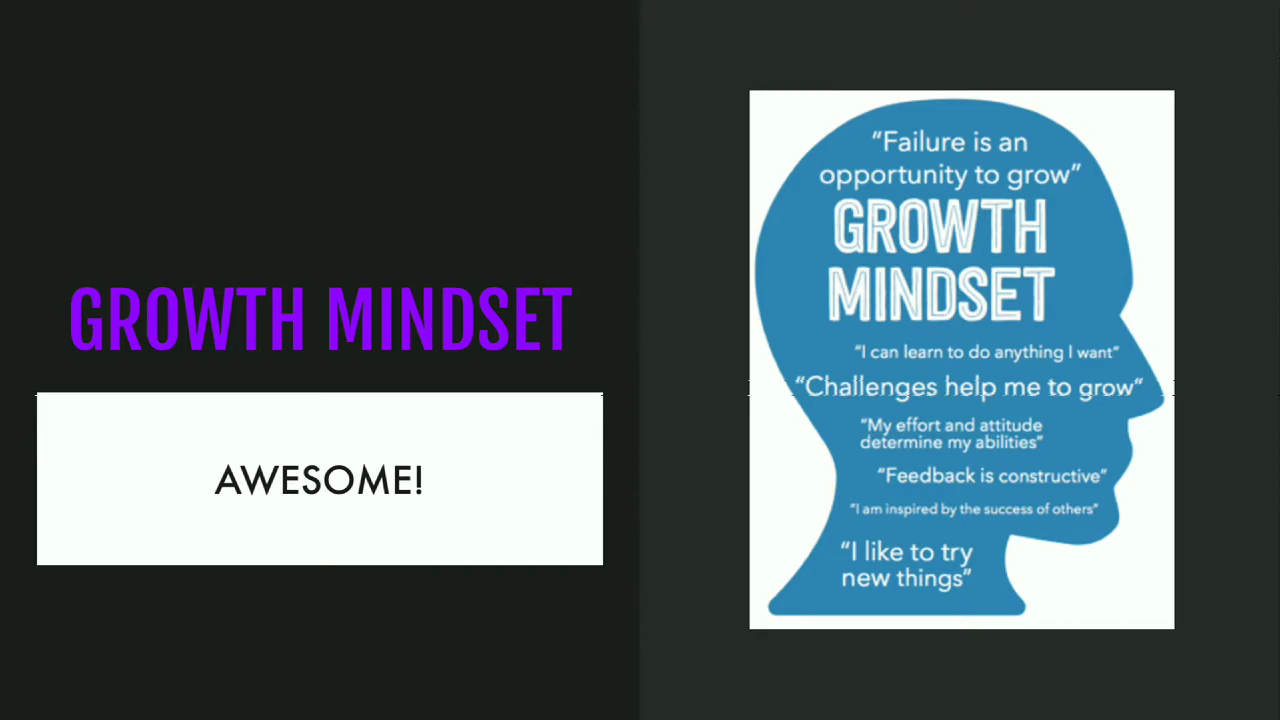 GROWTH MINDSET
AWESOME!
“Failure is an
opportunity to grow”
GROWTH
MINDSET
“I can learn to do anything I want”
“Challenges help me to grow”
“My effort and attitude
determine my abilities”
“Feedback is constructive”
“I am inspired by the success of others”
“I like to try
new things”